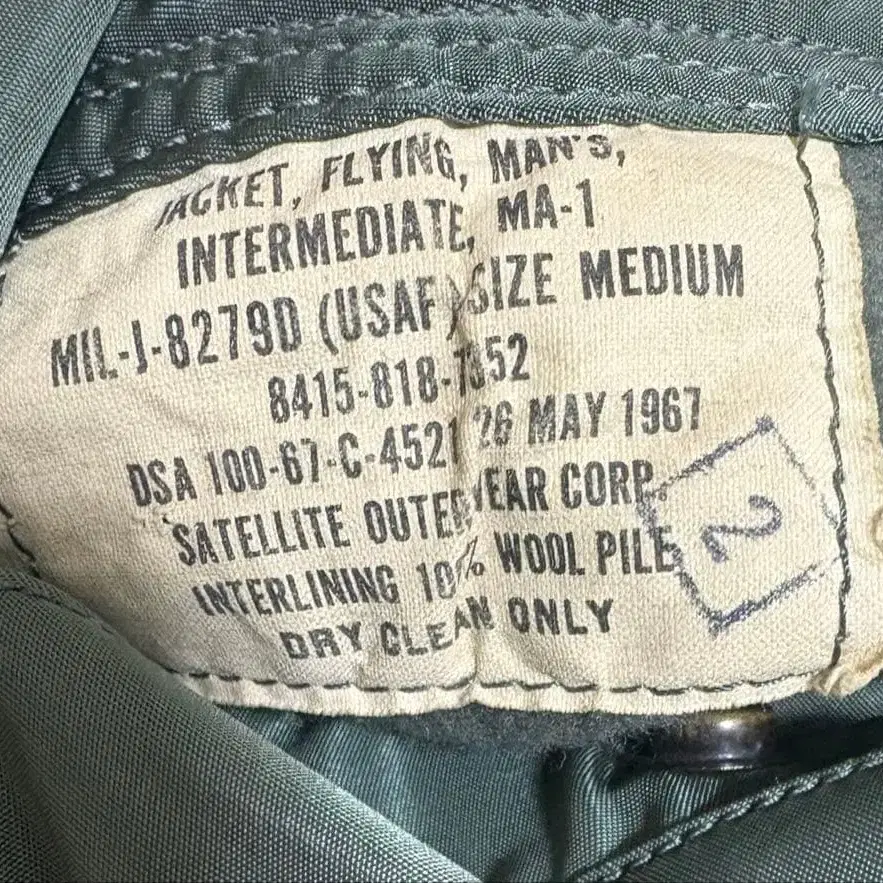 JACKET, FLYING, MAN'S,
INTERMEDIATE, MA-1
MIL-J-8279D (USAF) SIZE MEDIUM
8415-818-7352
DSA 100-67-C-4521 26 MAY 1967
SATELLITE OUTERWEAR CORP.
INTERLINING 100% WOOL PILE
DRY CLEAN ONLY
2